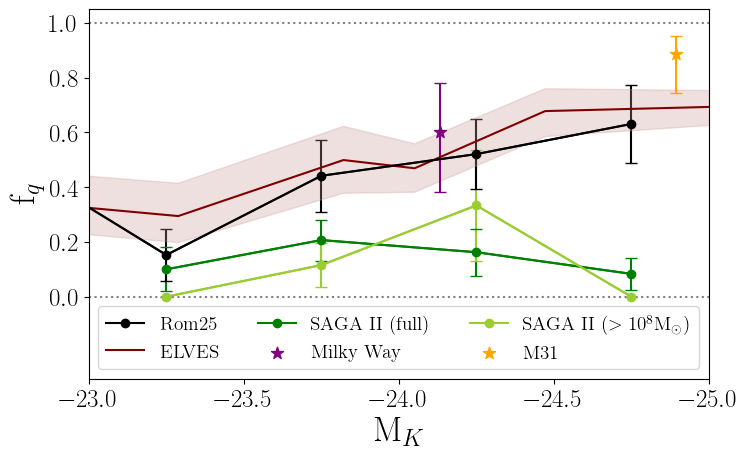 1.0
0.8
0.6
0.4
0.2
0.0
f_q
Rom25
SAGA II (full)
SAGA II (> 10^8M_⊙)
ELVES
Milky Way
M31
−23.0
−23.5
−24.0
−24.5
−25.0
M_K